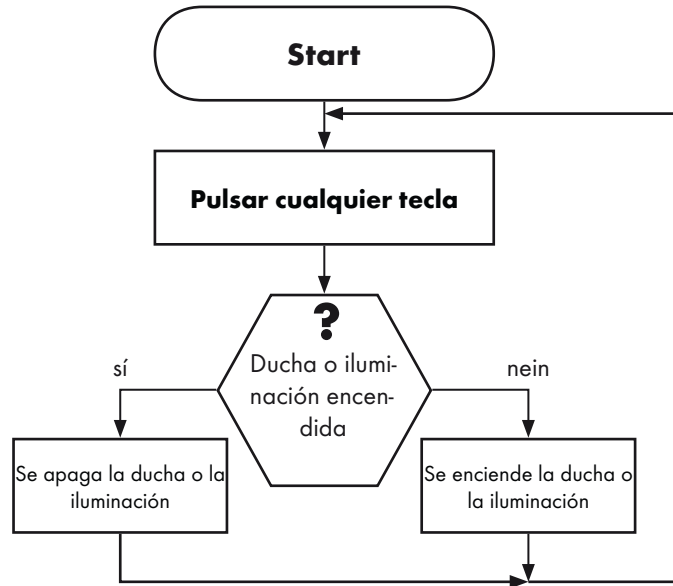 Start
Pulsar cualquier tecla
?
Ducha o ilumi-
nación encen-
dida
sí
nein
Se apaga la ducha o la
iluminación
Se enciende la ducha o
la iluminación